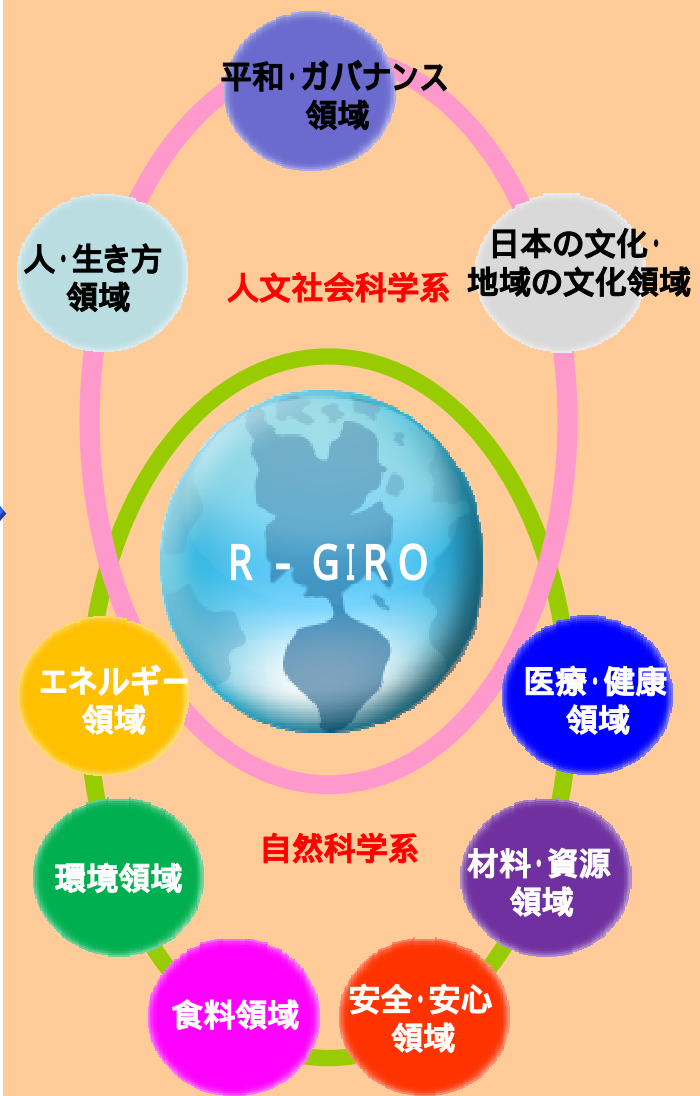 平和・ガバナンス
領域
人・生き方
領域
日本の文化・
地域の文化領域
人文社会科学系
R - GIRO
エネルギー
領域
医療・健康
領域
自然科学系
環境領域
材料・資源
領域
食料領域
安全・安心
領域